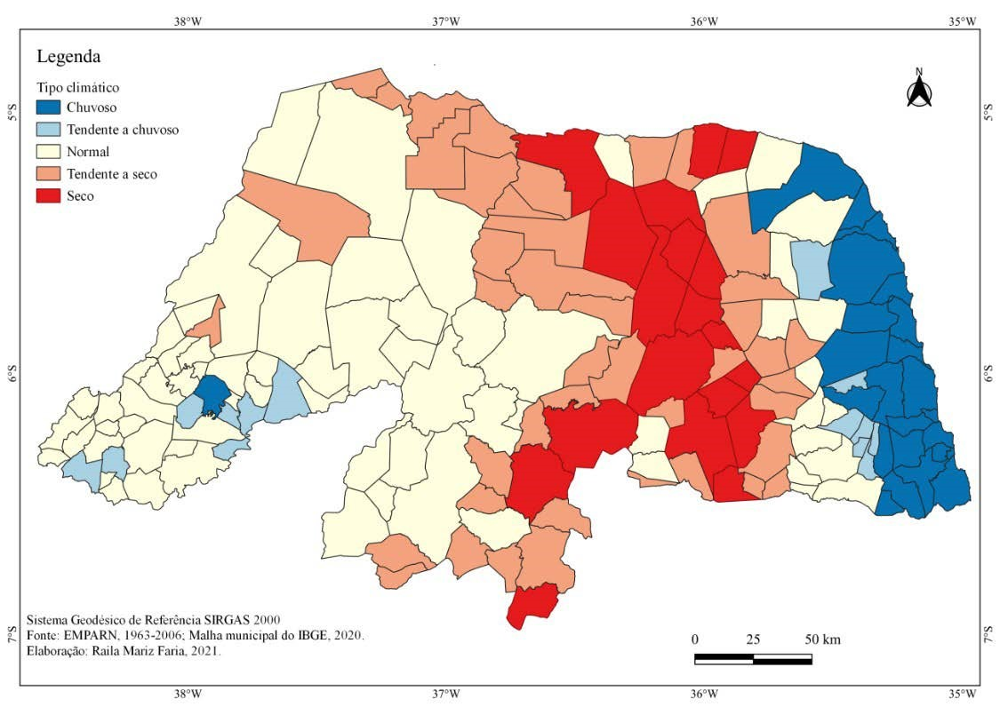 38°W 37°W 36°W 35°W
Legenda
Tipo climático
Chuvoso
Tendente a chuvoso
Normal
Tendente a seco
Seco
N
5°S 5°S
6°S 6°S
7°S 7°S
Sistema Geodésico de Referência SIRGAS 2000
Fonte: EMPARN, 1963-2006; Malha municipal do IBGE, 2020.
Elaboração: Raila Mariz Faria, 2021.
0 25 50 km
38°W 37°W 36°W 35°W